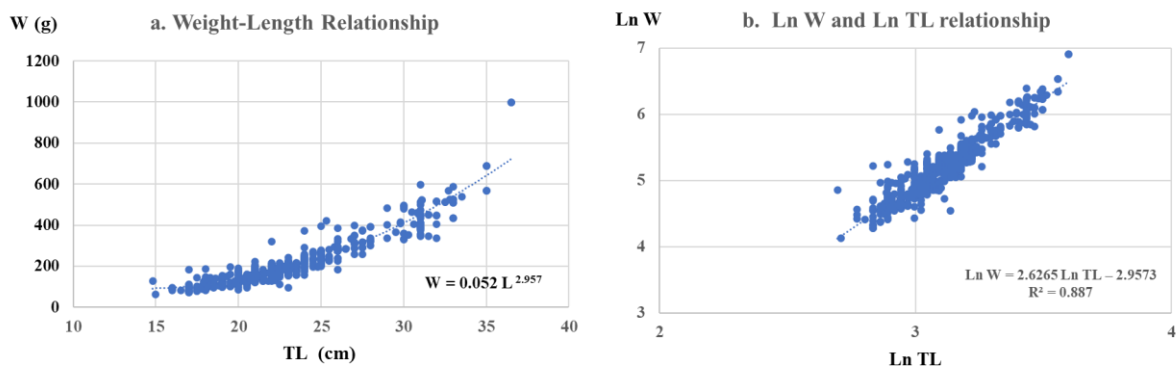 W (g)
a. Weight-Length Relationship
1200
1000
800
600
400
200
0
10
15
20
25
30
35
40
W = 0.052 L 2.957
TL (cm)
Ln W
b. Ln W and Ln TL relationship
7
6
5
4
3
2
3
4
Ln W = 2.6265 Ln TL – 2.9573
R² = 0.887
Ln TL